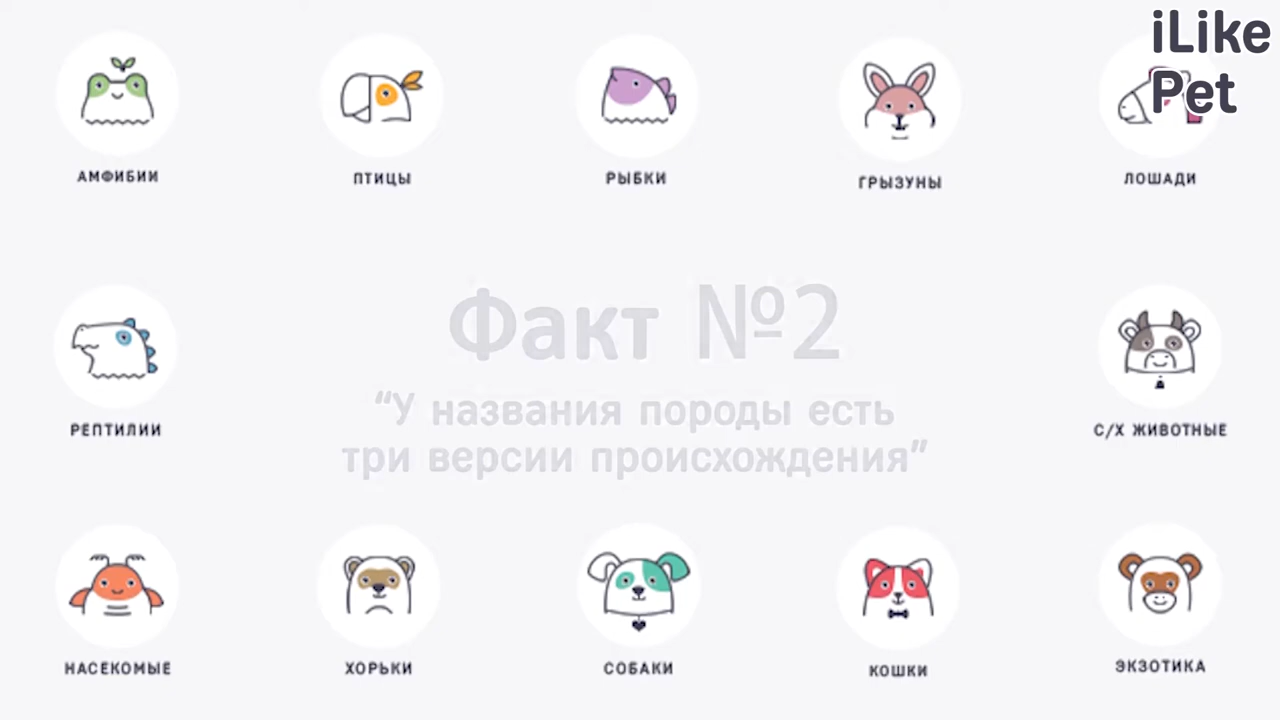 iLike
Pet
АМФИБИИ
ПТИЦЫ
РЫБКИ
ГРЫЗУНЫ
ЛОШАДИ
Факт №2
“У названия породы есть
три версии происхождения”
РЕПТИЛИИ
С/Х ЖИВОТНЫЕ
НАСЕКОМЫЕ
ХОРЬКИ
СОБАКИ
КОШКИ
ЭКЗОТИКА